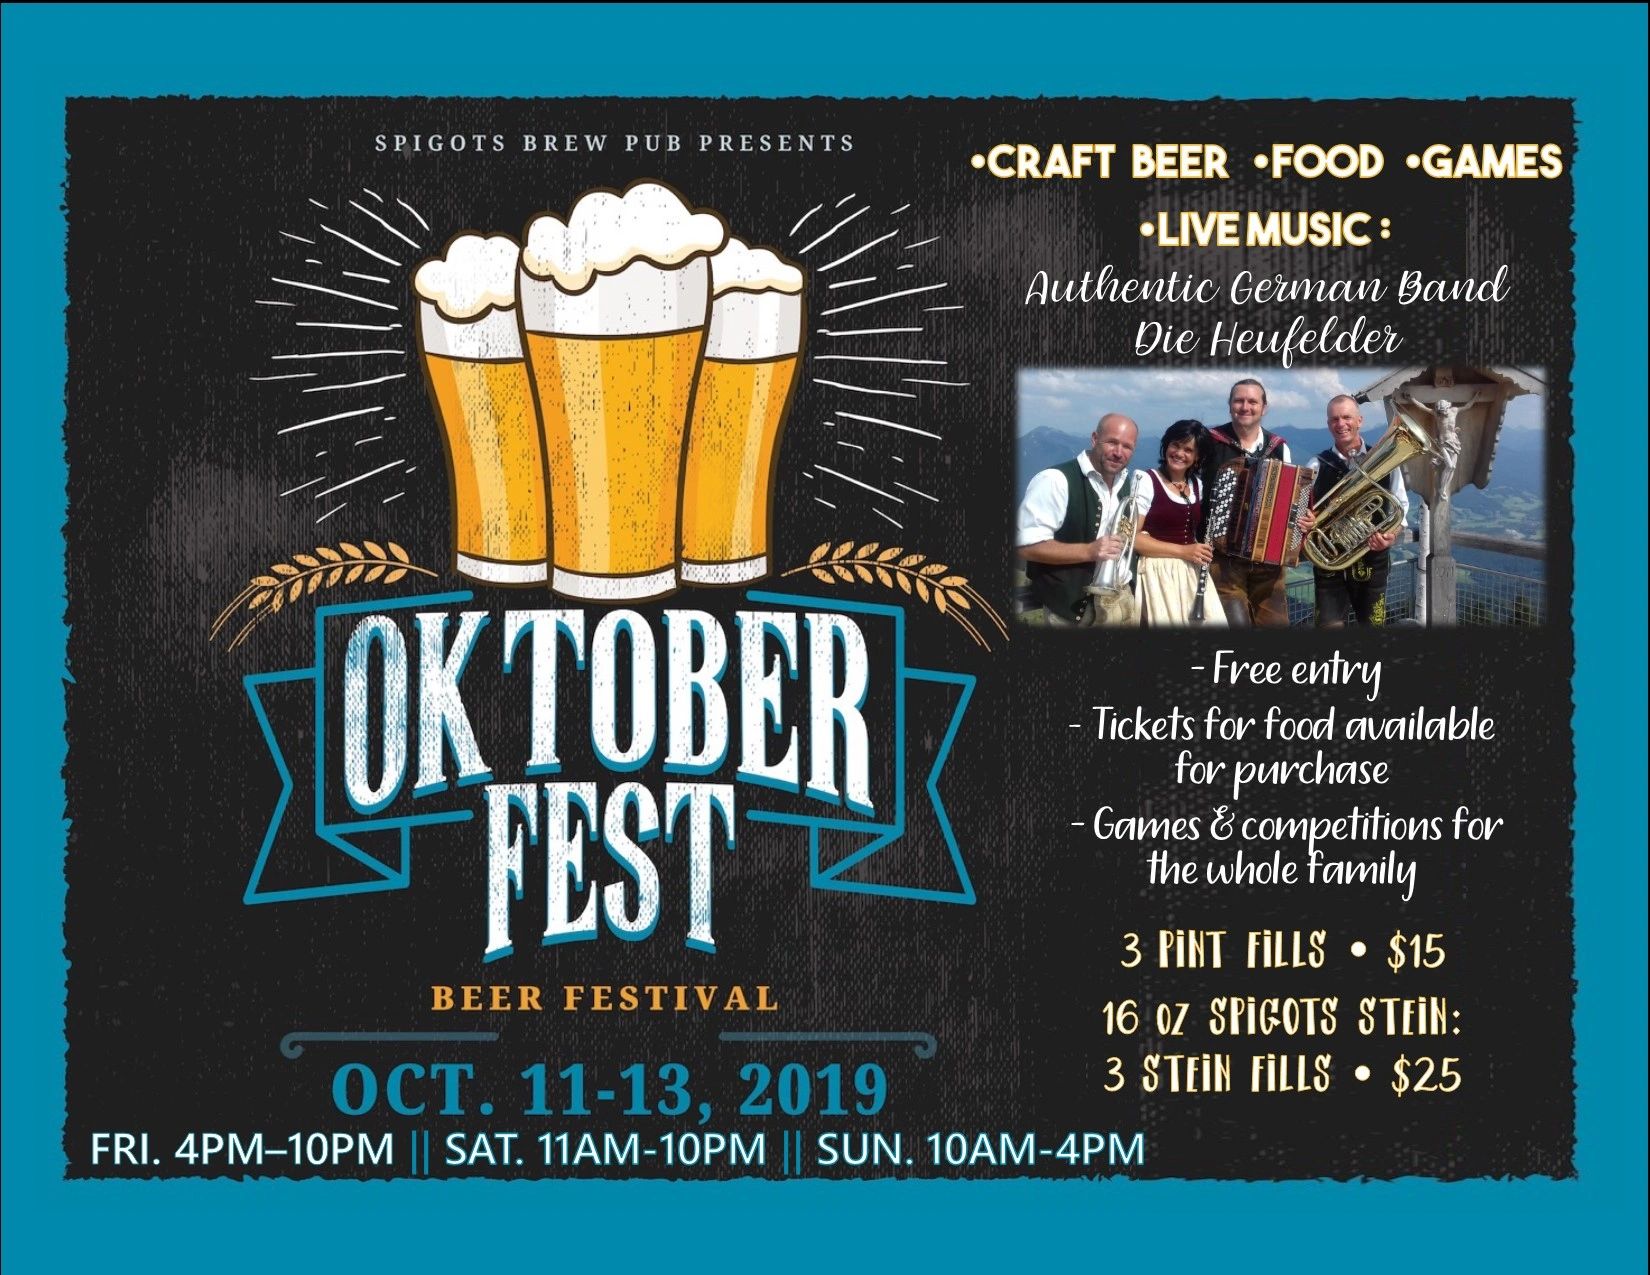 SPIGOTS BREW PUB PRESENTS
OKTOBER
FEST
BEER FESTIVAL
OCT. 11-13, 2019
FRI. 4PM–10PM || SAT. 11AM-10PM || SUN. 10AM-4PM
•CRAFT BEER •FOOD •GAMES
•LIVE MUSIC :
Authentic German Band
Die Heufelder
- Free entry
- Tickets for food available
for purchase
- Games & competitions for
the whole family
3 PiNT FiLLS • $15
16 OZ SPiGOTS STEiN:
3 STEiN FiLLS • $25